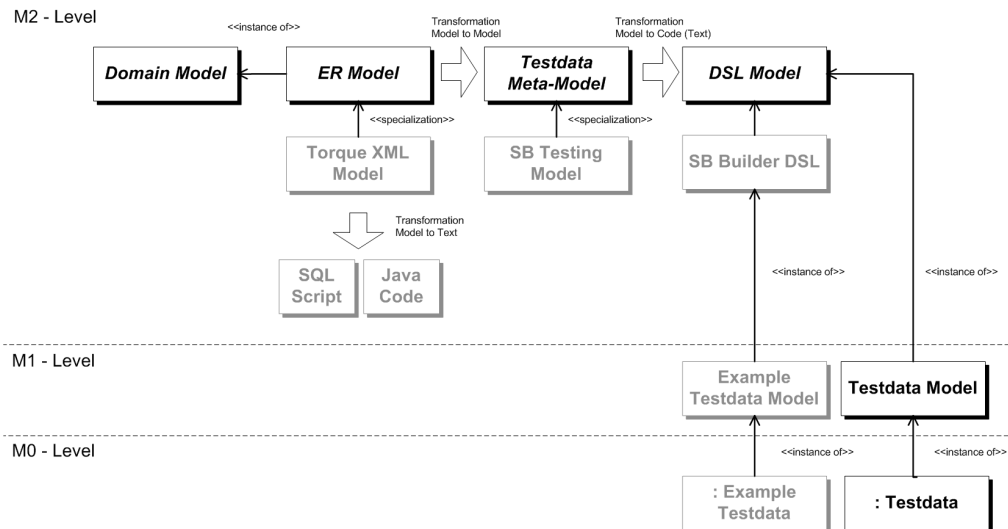 M2 - Level
<<instance of>>
Transformation
Model to Model
Transformation
Model to Code (Text)
Domain Model
ER Model
Testdata
Meta-Model
DSL Model
<<specialization>>
<<specialization>>
Torque XML
Model
SB Testing
Model
SB Builder DSL
Transformation
Model to Text
SQL
Script
Java
Code
<<instance of>>
<<instance of>>
M1 - Level
Example
Testdata Model
Testdata Model
M0 - Level
<<instance of>>
<<instance of>>
: Example
Testdata
: Testdata